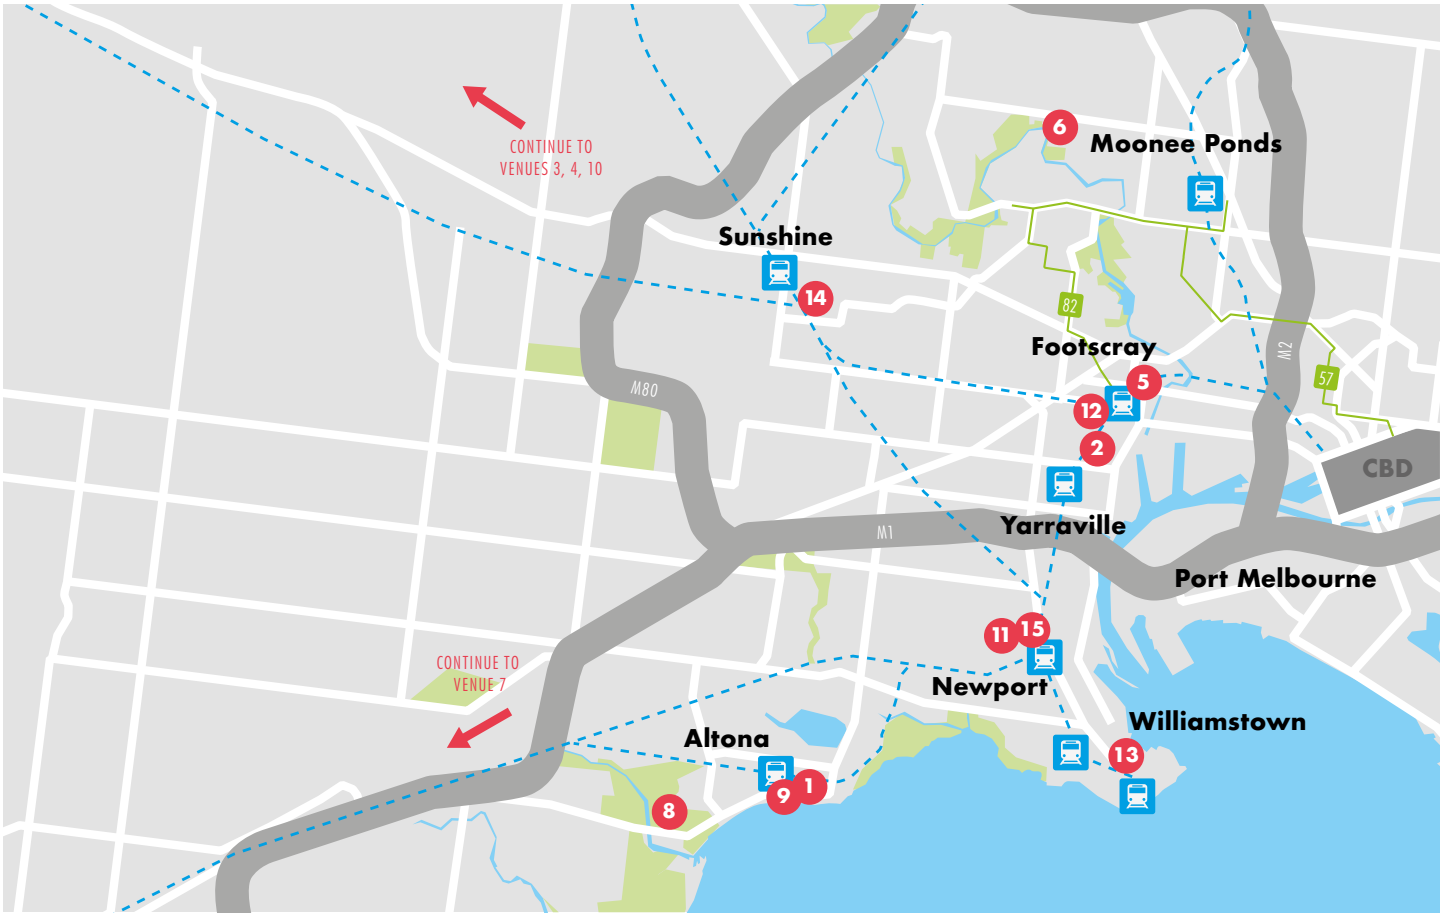 6
Moonee Ponds
CONTINUE TO
VENUES 3, 4, 10
Sunshine
14
82
Footscray
M2
57
M80
5
12
2
CBD
M1
Yarraville
Port Melbourne
11
15
CONTINUE TO
VENUE 7
Newport
Williamstown
Altona
13
1
9
8